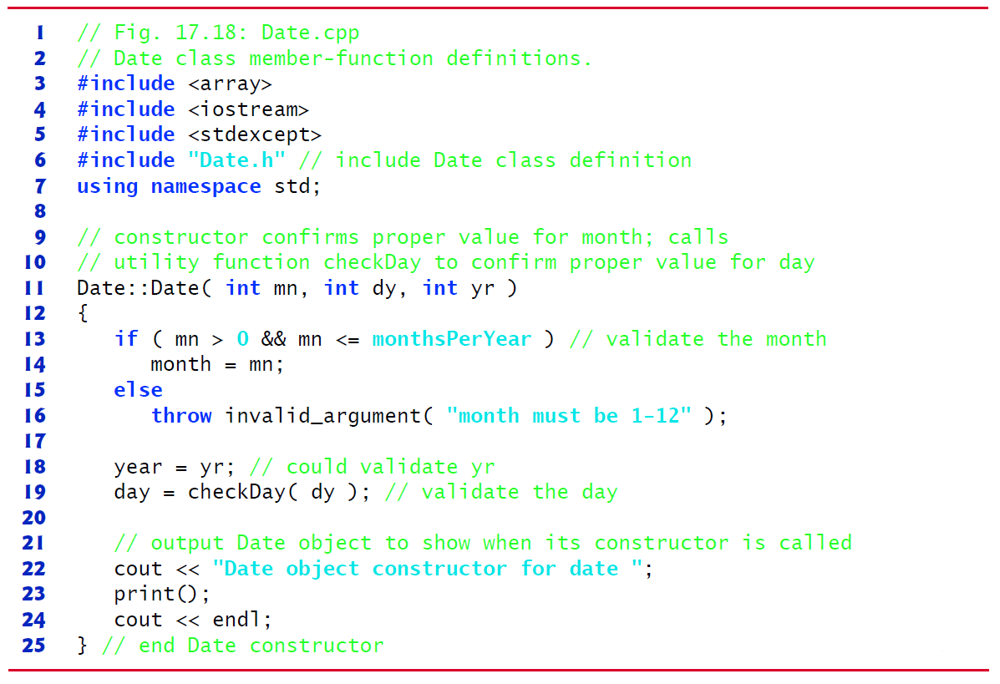 1 // Fig. 17.18: Date.cpp
2 // Date class member-function definitions.
3 #include <array>
4 #include <iostream>
5 #include <stdexcept>
6 #include "Date.h" // include Date class definition
7 using namespace std;
8
9 // constructor confirms proper value for month; calls
10 // utility function checkDay to confirm proper value for day
11 Date::Date( int mn, int dy, int yr )
12 {
13    if ( mn > 0 && mn <= monthsPerYear ) // validate the month
14       month = mn;
15    else
16       throw invalid_argument( "month must be 1-12" );
17
18    year = yr; // could validate yr
19    day = checkDay( dy ); // validate the day
20
21    // output Date object to show when its constructor is called
22    cout << "Date object constructor for date ";
23    print();
24    cout << endl;
25 } // end Date constructor